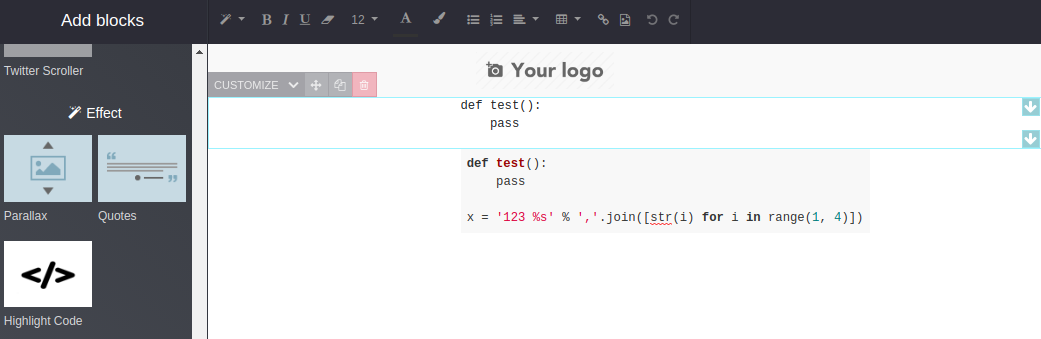 Add blocks
B I U 12 A
Twitter Scroller
Effect
Parallax
Quotes
</>
Highlight Code
Your logo
CUSTOMIZE
def test():
    pass
def test():
    pass
x = '123 %s' % ','.join([str(i) for i in range(1, 4)])